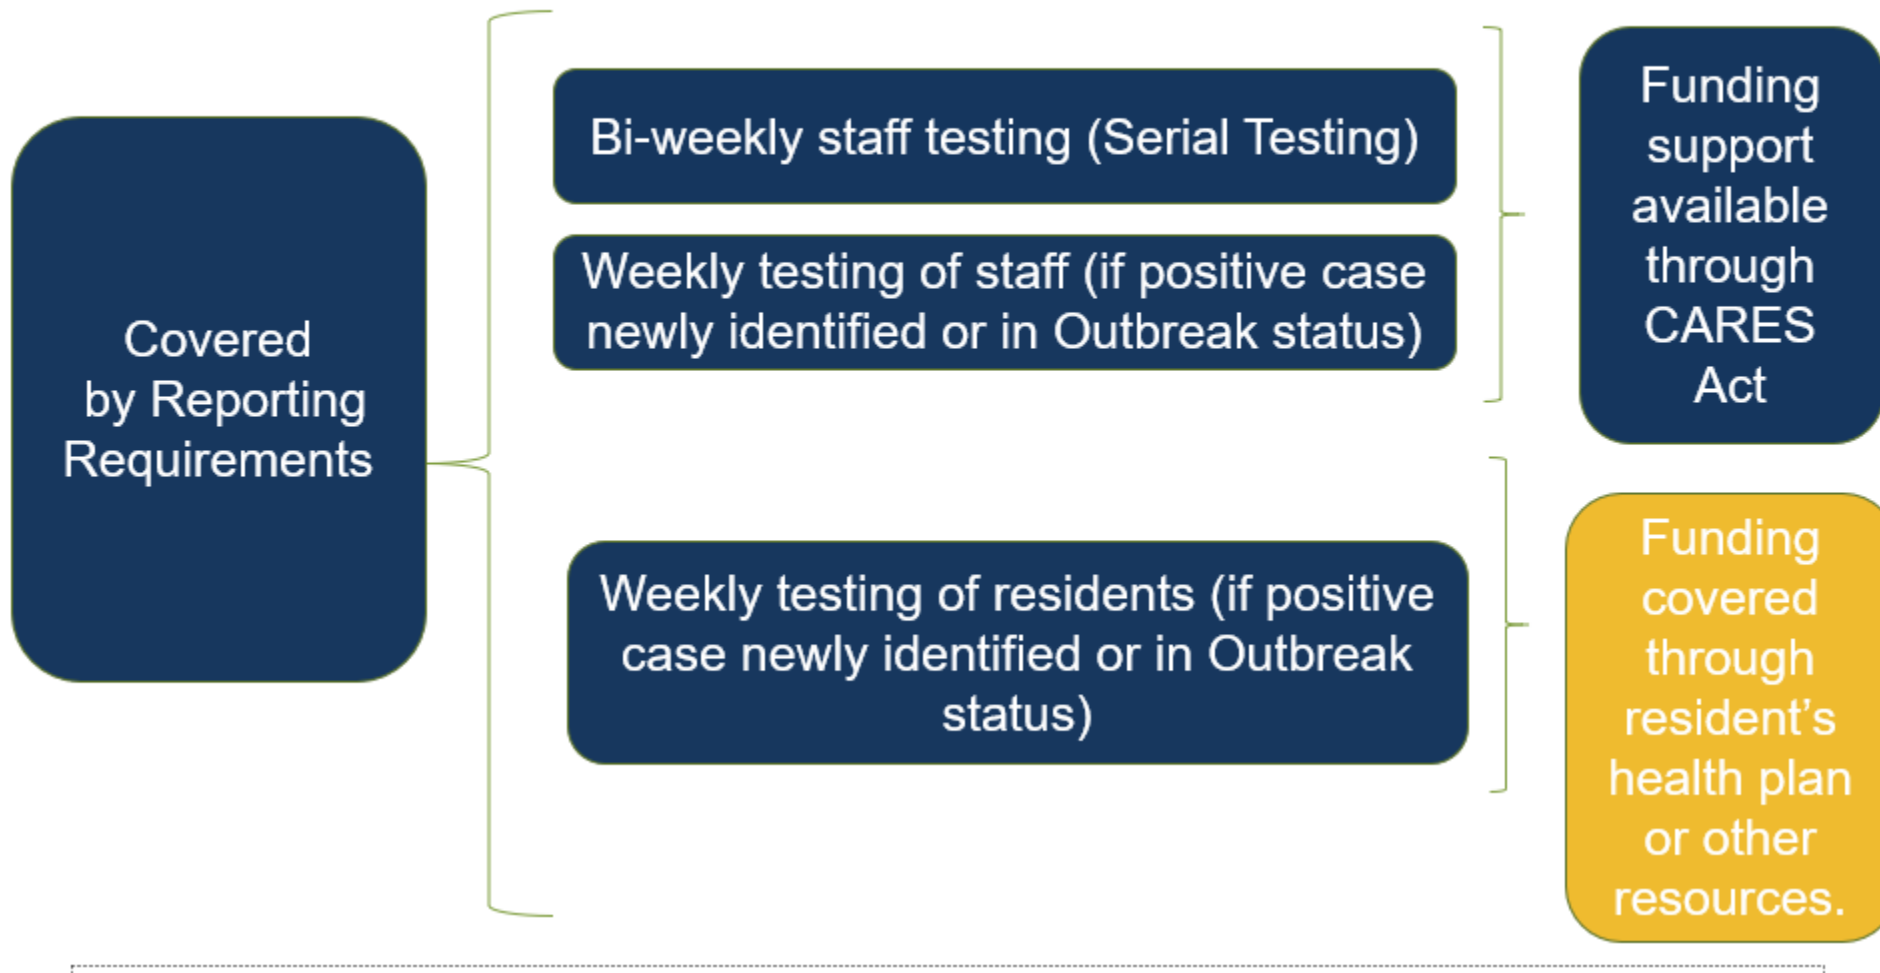 Covered
by Reporting
Requirements
Bi-weekly staff testing (Serial Testing)
Weekly testing of staff (if positive case
newly identified or in Outbreak status)
Weekly testing of residents (if positive
case newly identified or in Outbreak
status)
Funding
support
available
through
CARES
Act
Funding
covered
through
resident’s
health plan
or other
resources.